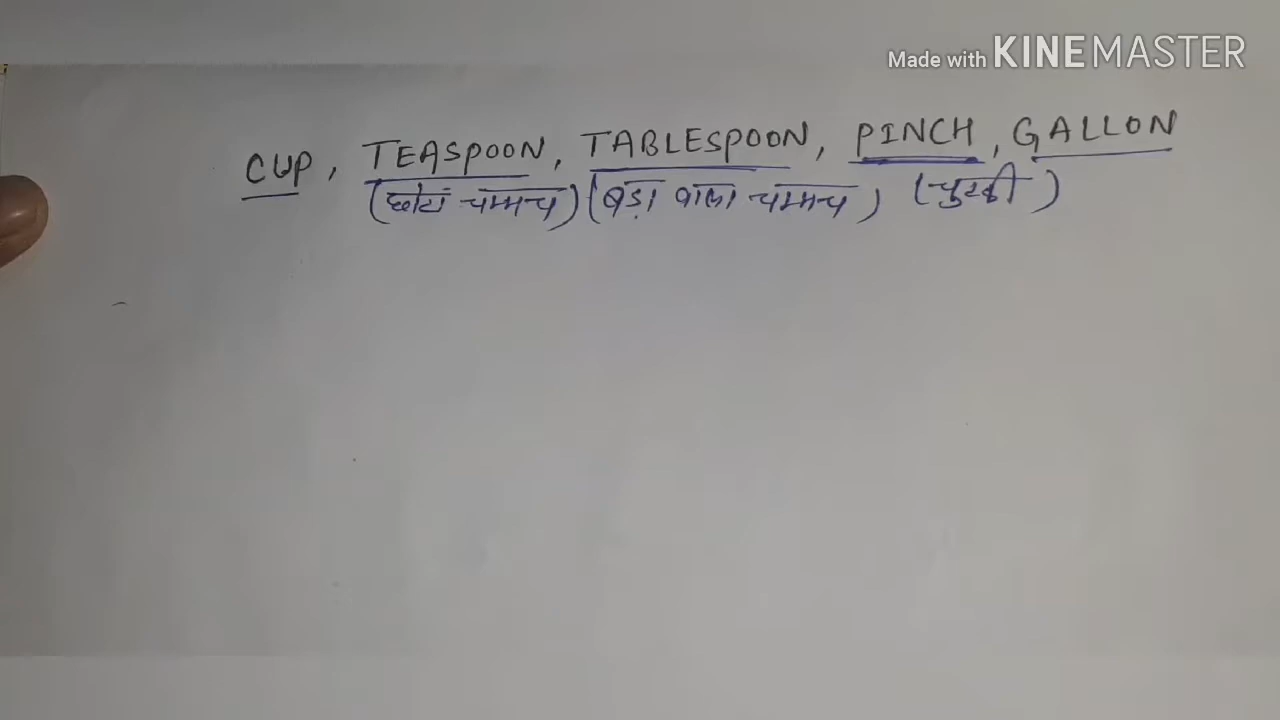 Made with KINEMASTER
CUP, TEASPOON, TABLESPOON, PINCH, GALLON
(छोटा चम्मच) (बड़ा वाला चम्मच) (चुटकी)